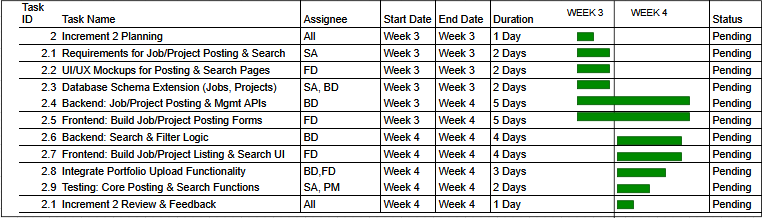 Task ID Task Name Assignee Start Date End Date Duration WEEK 3 WEEK 4 Status
2 Increment 2 Planning All Week 3 Week 3 1 Day Pending
2.1 Requirements for Job/Project Posting & Search SA Week 3 Week 3 2 Days Pending
2.2 UI/UX Mockups for Posting & Search Pages FD Week 3 Week 3 2 Days Pending
2.3 Database Schema Extension (Jobs, Projects) SA, BD Week 3 Week 3 2 Days Pending
2.4 Backend: Job/Project Posting & Mgmt APIs BD Week 3 Week 4 5 Days Pending
2.5 Frontend: Build Job/Project Posting Forms FD Week 3 Week 4 5 Days Pending
2.6 Backend: Search & Filter Logic BD Week 4 Week 4 4 Days Pending
2.7 Frontend: Build Job/Project Listing & Search UI FD Week 4 Week 4 4 Days Pending
2.8 Integrate Portfolio Upload Functionality BD,FD Week 4 Week 4 3 Days Pending
2.9 Testing: Core Posting & Search Functions SA, PM Week 4 Week 4 2 Days Pending
2.1 Increment 2 Review & Feedback All Week 4 Week 4 1 Day Pending